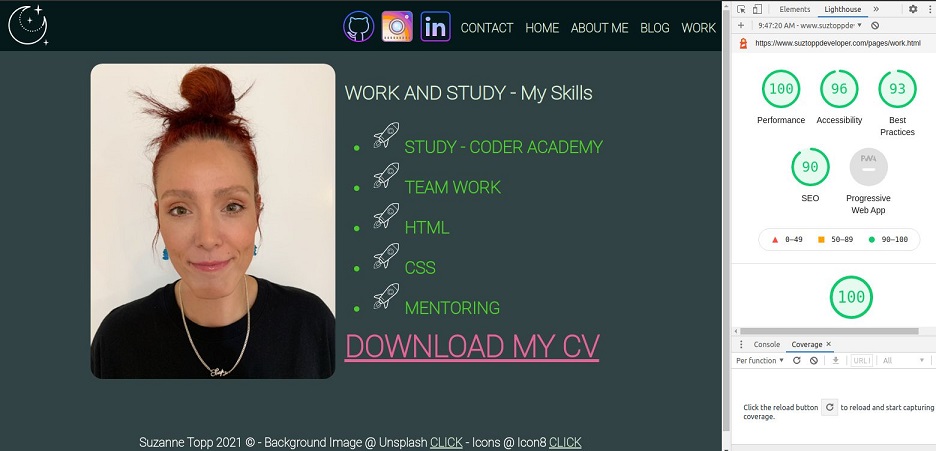 CONTACT HOME ABOUT ME BLOG WORK
WORK AND STUDY - My Skills
STUDY - CODER ACADEMY
TEAM WORK
HTML
CSS
MENTORING
DOWNLOAD MY CV
Suzanne Topp 2021 © - Background Image @ Unsplash CLICK - Icons @ Icon8 CLICK
in
Elements Lighthouse »
9:47:20 AM - www.suztoppde
https://www.suztoppdeveloper.com/pages/work.html
100 96 93
Performance Accessibility Best
Practices
90 PWA
SEO Progressive
Web App
0–49 50–89 90–100
100
Console Coverage ×
Per function URL All
Click the reload button to reload and start capturing
coverage.